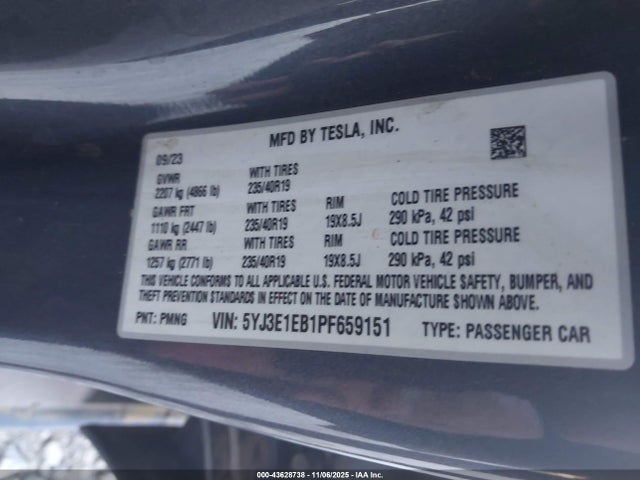 MFD BY TESLA, INC.
09/23
GVWR WITH TIRES
2207 kg (4866 lb) 235/40R19
GAWR FRT WITH TIRES RIM COLD TIRE PRESSURE
1110 kg (2447 lb) 235/40R19 19X8.5J 290 kPa, 42 psi
GAWR RR WITH TIRES RIM COLD TIRE PRESSURE
1257 kg (2771 lb) 235/40R19 19X8.5J 290 kPa, 42 psi
THIS VEHICLE CONFORMS TO ALL APPLICABLE U.S. FEDERAL MOTOR VEHICLE SAFETY, BUMPER, AND
THEFT PREVENTION STANDARDS IN EFFECT ON THE DATE OF MANUFACTURE SHOWN ABOVE.
PNT: PMNG VIN: 5YJ3E1EB1PF659151 TYPE: PASSENGER CAR
000-43628738 - 11/06/2025 - IAA Inc.